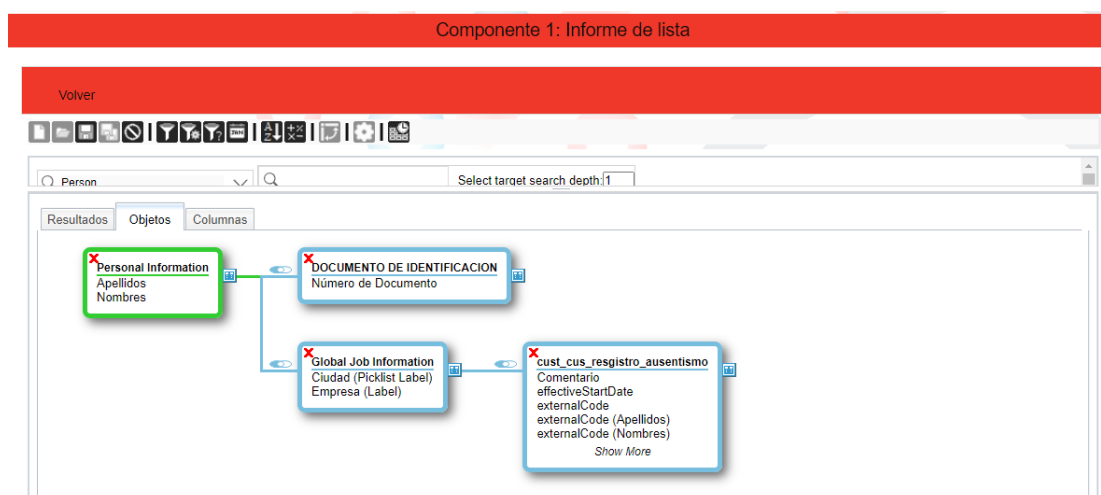 Componente 1: Informe de lista
Volver
Person
Select target search depth: 1
Resultados Objetos Columnas
Personal Information
Apellidos
Nombres
DOCUMENTO DE IDENTIFICACION
Número de Documento
Global Job Information
Ciudad (Picklist Label)
Empresa (Label)
cust_cus_resgistro_ausentismo
Comentario
effectiveStartDate
externalCode
externalCode (Apellidos)
externalCode (Nombres)
Show More